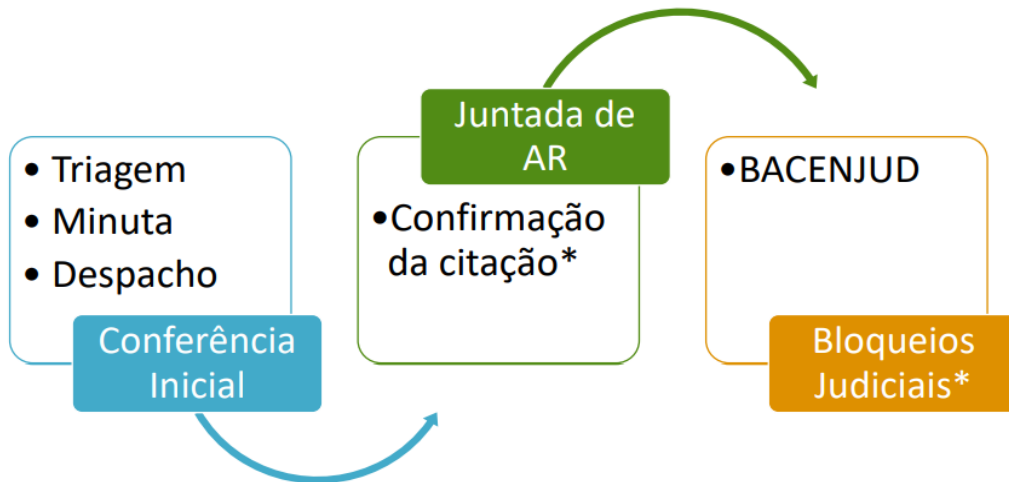 • Triagem
• Minuta
• Despacho
Conferência
Inicial
Juntada de
AR
•Confirmação
da citação*
•BACENJUD
Bloqueios
Judiciais*